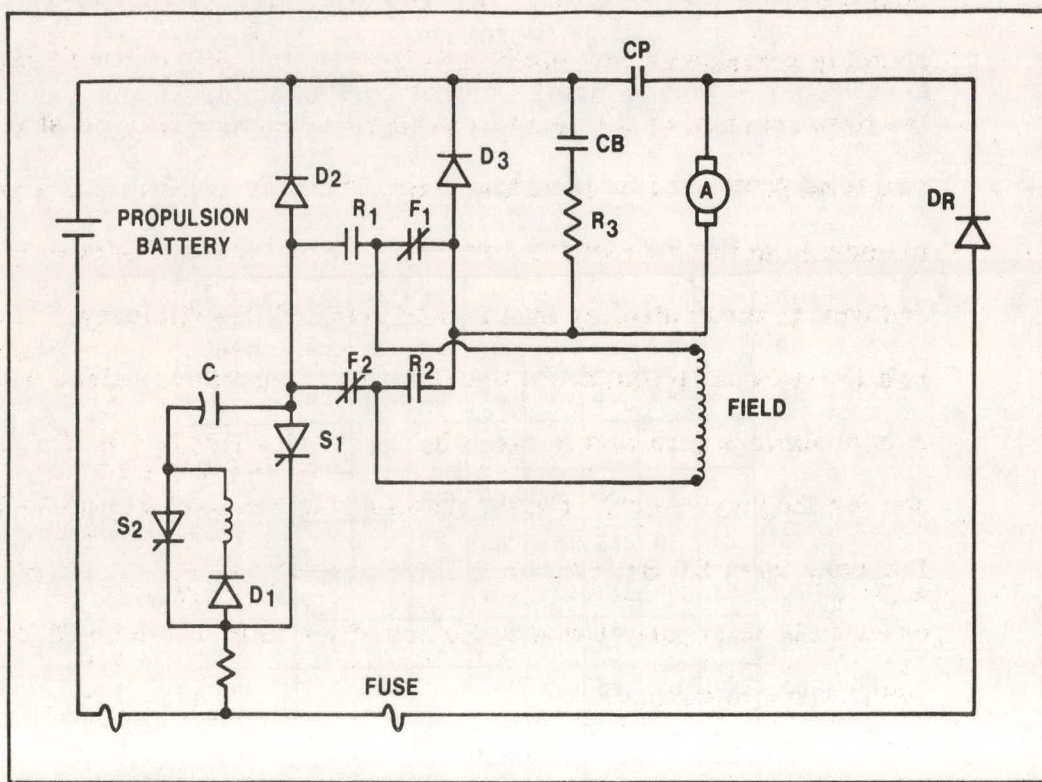 CP
CB
D3
D2
R1 F1
A
DR
PROPULSION
BATTERY
R3
F2 R2
C
FIELD
S1
S2
D1
FUSE